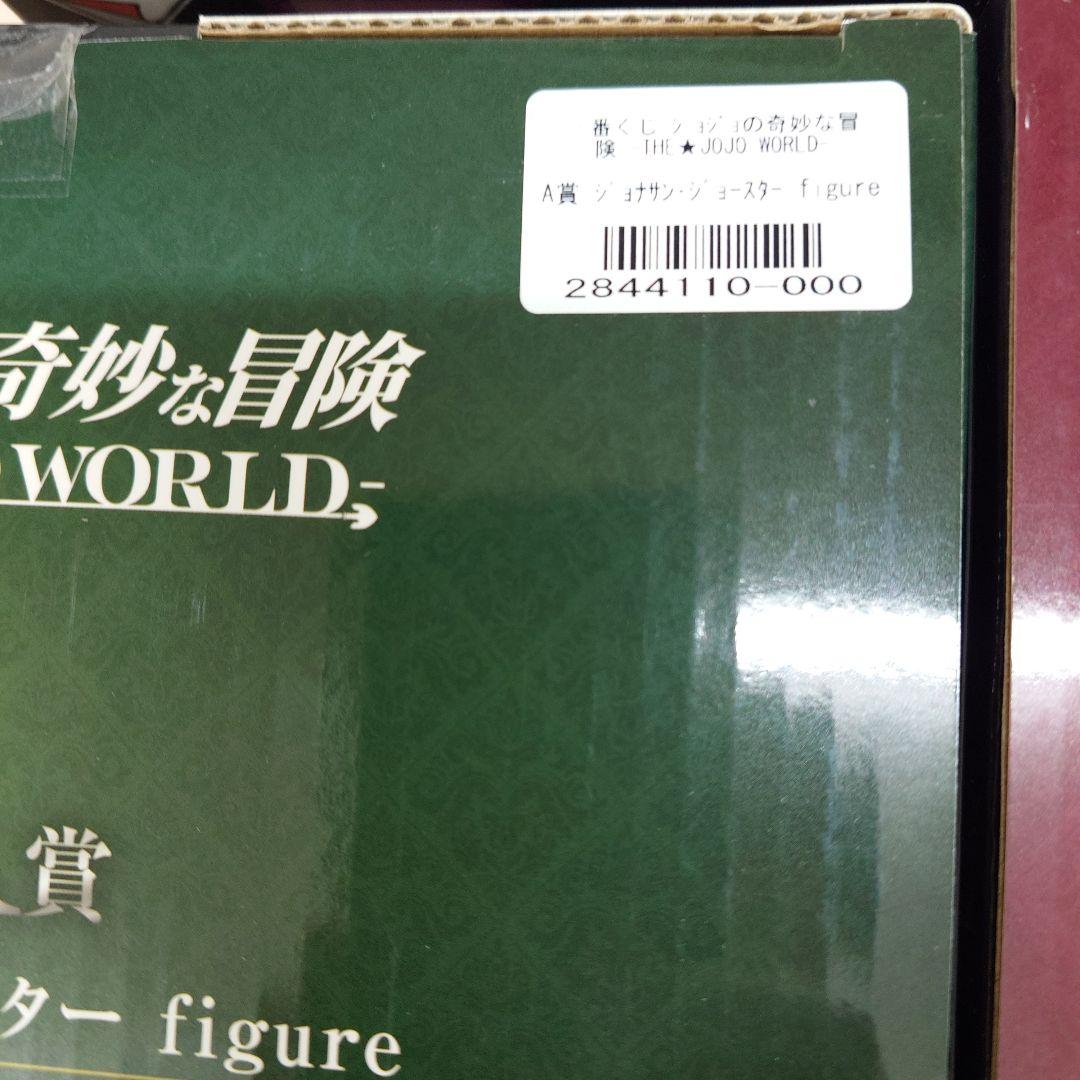 番くじ ジョジョの奇妙な冒
険 -THE★JOJO WORLD-
A賞 ジョナサン・ジョースター figure
2844110-000
奇妙な冒険
WORLD-
賞
ター figure